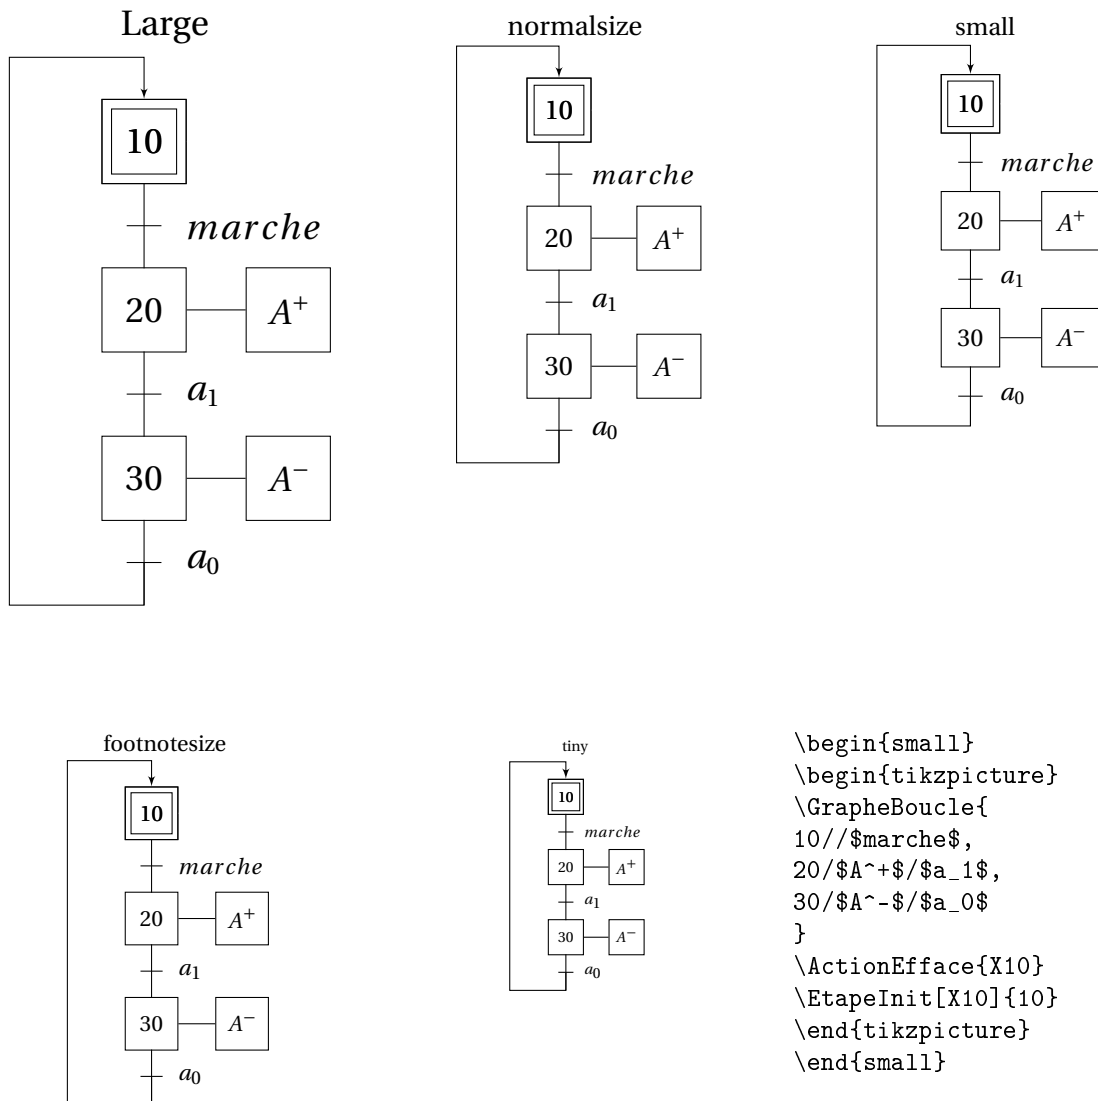 Large
10
marche
20 A⁺
a₁
30 A⁻
a₀
normalsize
10
marche
20 A⁺
a₁
30 A⁻
a₀
small
10
marche
20 A⁺
a₁
30 A⁻
a₀
footnotesize
10
marche
20 A⁺
a₁
30 A⁻
a₀
tiny
10
marche
20 A⁺
a₁
30 A⁻
a₀
\begin{small}
\begin{tikzpicture}
\GrapheBoucle{
10//$marche$,
20/$A^+$/$a_1$,
30/$A^-$/$a_0$
}
\ActionEfface{X10}
\EtapeInit[X10]{10}
\end{tikzpicture}
\end{small}